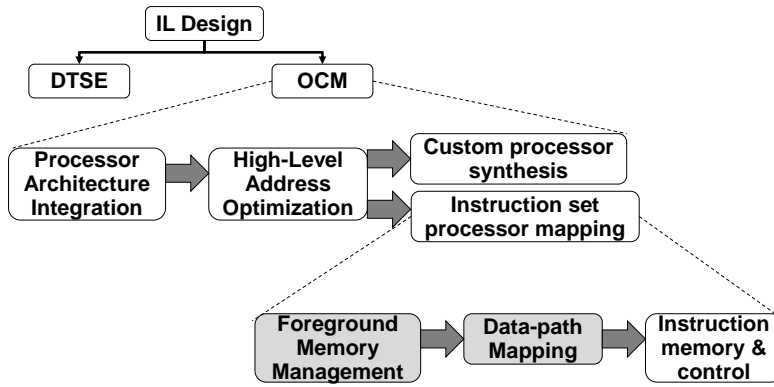 IL Design
DTSE
OCM
Processor
Architecture
Integration
High-Level
Address
Optimization
Custom processor
synthesis
Instruction set
processor mapping
Foreground
Memory
Management
Data-path
Mapping
Instruction
memory &
control